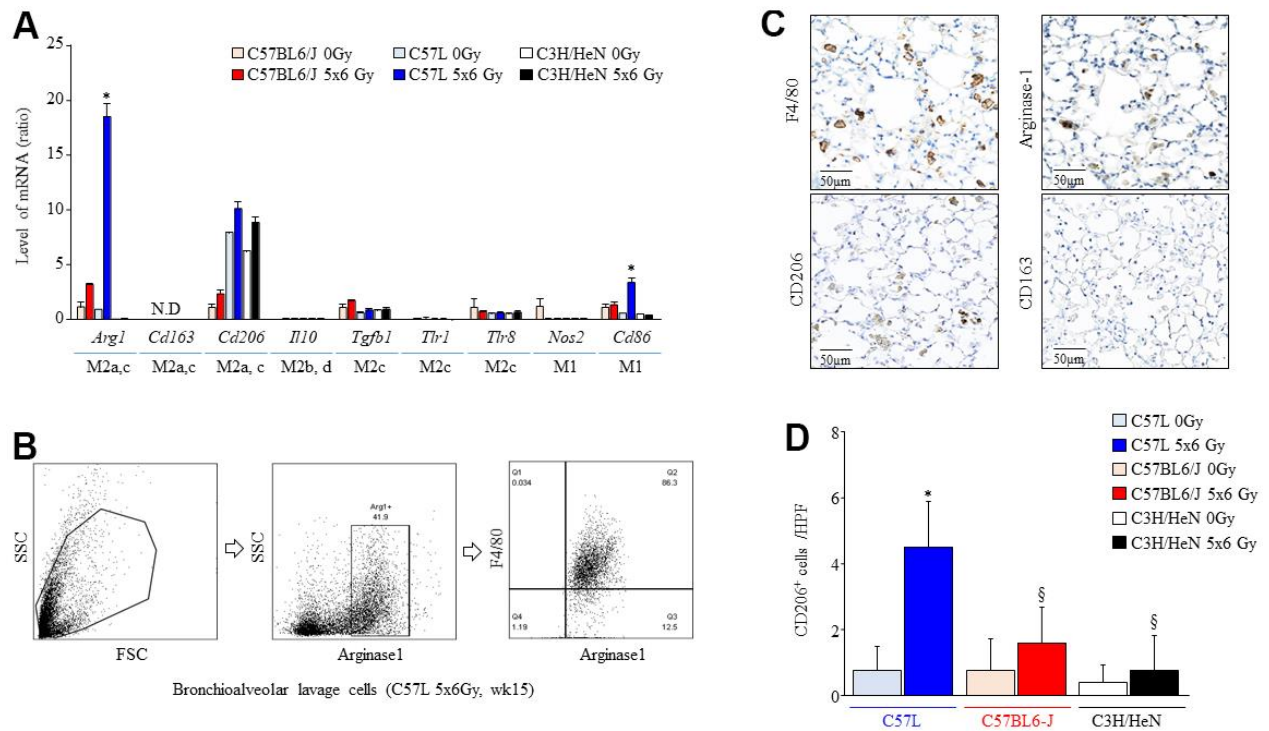 A
25
20
15
10
5
0
Level of mRNA (ratio)
C57BL6/J 0Gy
C57L 0Gy
C3H/HeN 0Gy
C57BL6/J 5x6 Gy
C57L 5x6 Gy
C3H/HeN 5x6 Gy
*
N.D
*
Arg1 Cd163 Cd206 Il10 Tgfb1 Tlr1 Tlr8 Nos2 Cd86
M2a,c M2a,c M2a, c M2b, d M2c M2c M2c M1 M1
B
SSC
FSC
SSC
Arg1+
41.9
Arginase1
F4/80
Q1
0.034
Q2
86.3
Q4
1.19
Q3
12.5
Arginase1
Bronchioalveolar lavage cells (C57L 5x6Gy, wk15)
C
F4/80
50µm
Arginase-1
50µm
CD206
50µm
CD163
50µm
D
C57L 0Gy
C57L 5x6 Gy
C57BL6/J 0Gy
C57BL6/J 5x6 Gy
C3H/HeN 0Gy
C3H/HeN 5x6 Gy
8
6
4
2
0
CD206+ cells /HPF
*
§
§
C57L C57BL6-J C3H/HeN